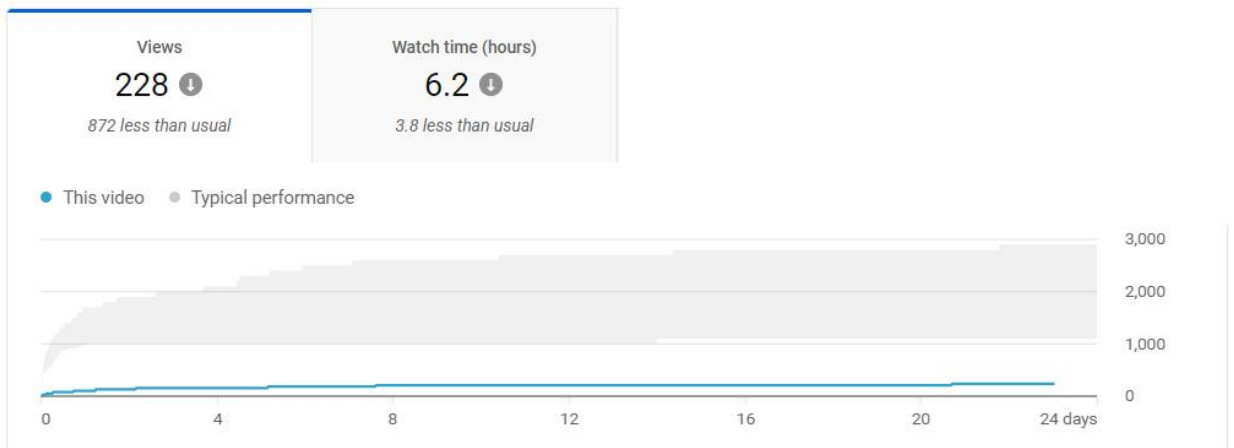 Views
228
872 less than usual
Watch time (hours)
6.2
3.8 less than usual
This video
Typical performance
3,000
2,000
1,000
0
0 4 8 12 16 20 24 days